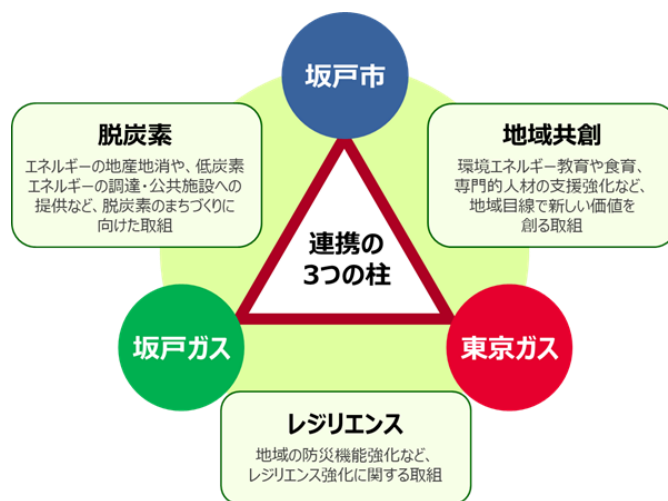 坂戸市
脱炭素
エネルギーの地産地消や、低炭素
エネルギーの調達・公共施設への
提供など、脱炭素のまちづくりに
向けた取組
地域共創
環境エネルギー教育や食育、
専門的人材の支援強化など、
地域目線で新しい価値を
創る取組
連携の
3つの柱
坂戸ガス
東京ガス
レジリエンス
地域の防災機能強化など、
レジリエンス強化に関する取組